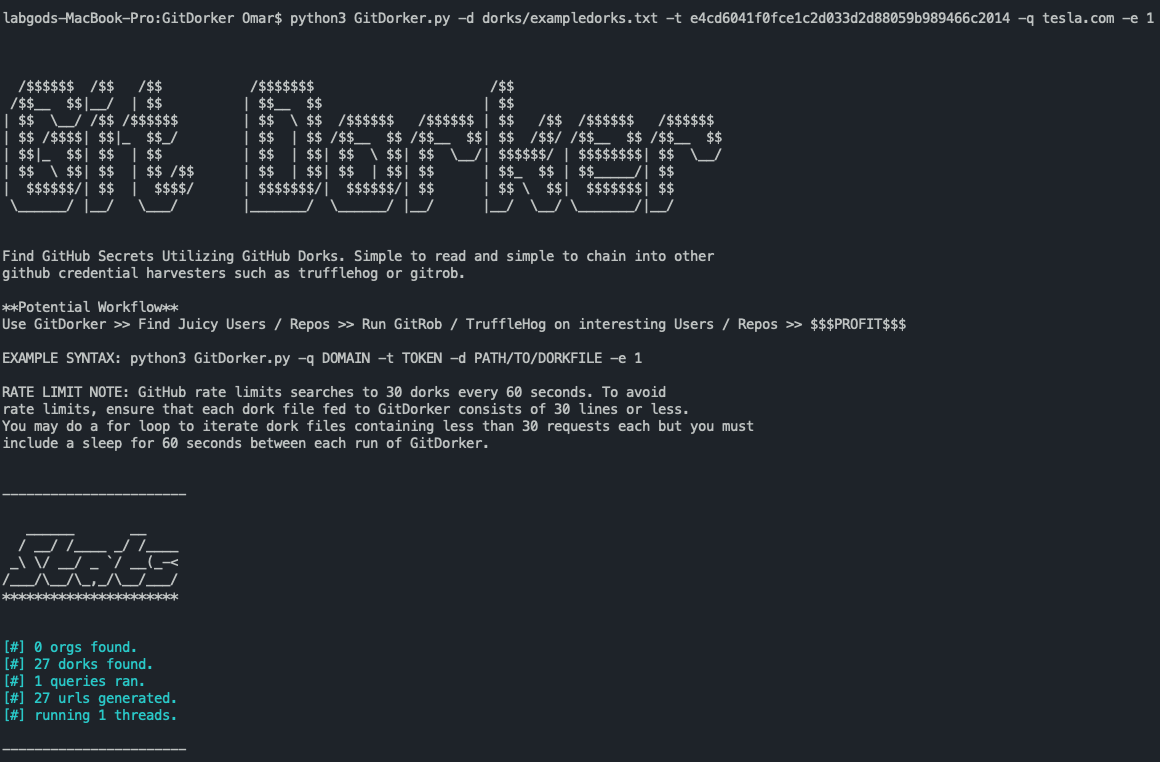 labgods-MacBook-Pro:GitDorker Omar$ python3 GitDorker.py -d dorks/exampledorks.txt -t e4cd6041f0fce1c2d033d2d88059b989466c2014 -q tesla.com -e 1
Git Dorker
Find GitHub Secrets Utilizing GitHub Dorks. Simple to read and simple to chain into other
github credential harvesters such as trufflehog or gitrob.
**Potential Workflow**
Use GitDorker >> Find Juicy Users / Repos >> Run GitRob / TruffleHog on interesting Users / Repos >> $$$PROFIT$$$
EXAMPLE SYNTAX: python3 GitDorker.py -q DOMAIN -t TOKEN -d PATH/TO/DORKFILE -e 1
RATE LIMIT NOTE: GitHub rate limits searches to 30 dorks every 60 seconds. To avoid
rate limits, ensure that each dork file fed to GitDorker consists of 30 lines or less.
You may do a for loop to iterate dork files containing less than 30 requests each but you must
include a sleep for 60 seconds between each run of GitDorker.
Stats
**********************
[#] 0 orgs found.
[#] 27 dorks found.
[#] 1 queries ran.
[#] 27 urls generated.
[#] running 1 threads.